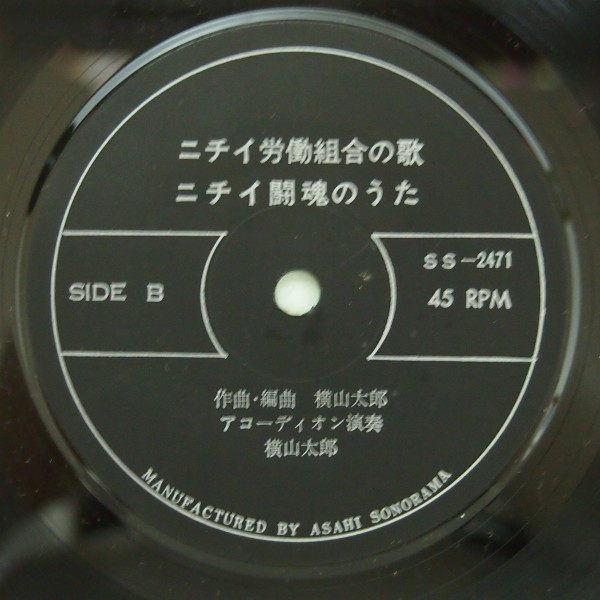 ニチイ労働組合の歌
ニチイ闘魂のうた
SIDE B
SS-2471
45 RPM
作曲・編曲 横山太郎
アコーディオン演奏
横山太郎
MANUFACTURED BY ASAHI SONORAMA